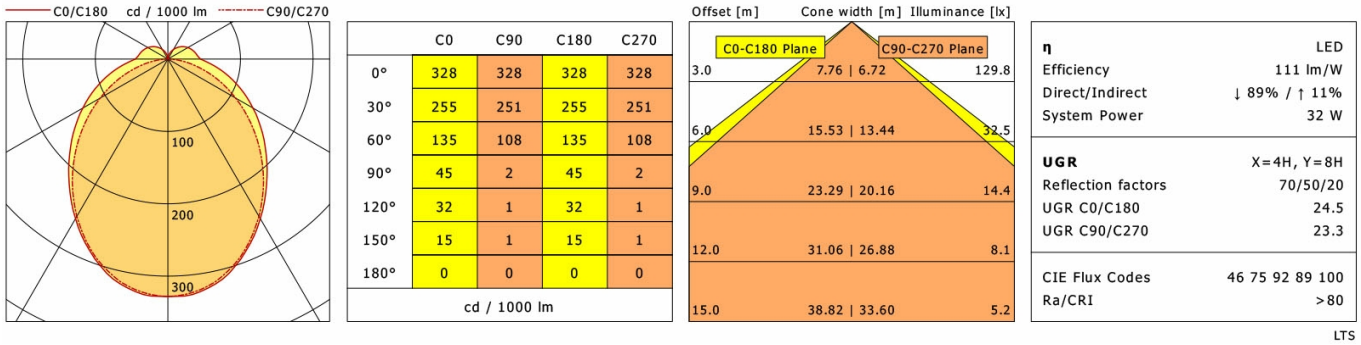 C0/C180 cd / 1000 lm C90/C270
100
200
300
C0 C90 C180 C270
0° 328 328 328 328
30° 255 251 255 251
60° 135 108 135 108
90° 45 2 45 2
120° 32 1 32 1
150° 15 1 15 1
180° 0 0 0 0
cd / 1000 lm
Offset [m] Cone width [m] Illuminance [lx]
C0-C180 Plane C90-C270 Plane
3.0 7.76 | 6.72 129.8
6.0 15.53 | 13.44 32.5
9.0 23.29 | 20.16 14.4
12.0 31.06 | 26.88 8.1
15.0 38.82 | 33.60 5.2
η LED
Efficiency 111 lm/W
Direct/Indirect ↓ 89% / ↑ 11%
System Power 32 W
UGR X=4H, Y=8H
Reflection factors 70/50/20
UGR C0/C180 24.5
UGR C90/C270 23.3
CIE Flux Codes 46 75 92 89 100
Ra/CRI >80
LTS